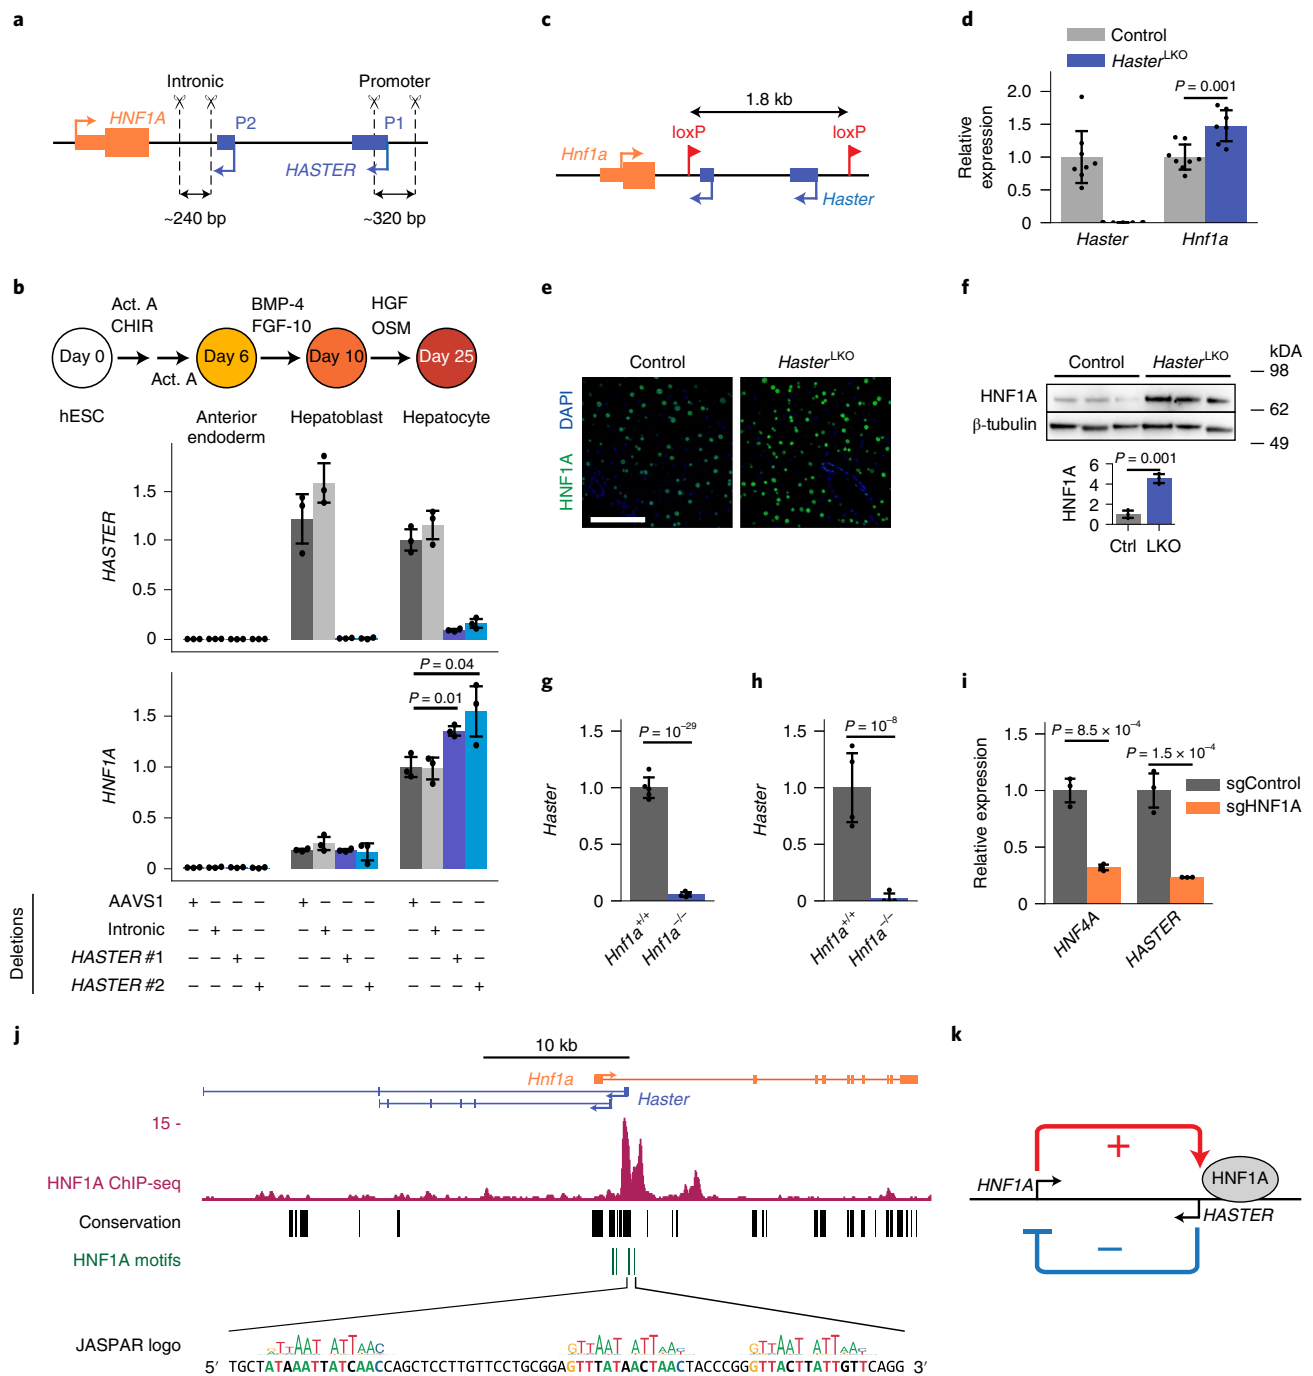 a
Intronic
Promoter
HNF1A
P2
P1
HASTER
~240 bp
~320 bp
c
1.8 kb
loxP
loxP
Hnf1a
Haster
d
Control
HasterLKO
P = 0.001
2.0
1.5
1.0
0.5
0
Relative
expression
Haster
Hnf1a
b
Act. A
CHIR
BMP-4
FGF-10
HGF
OSM
Day 0
Day 6
Day 10
Day 25
Act. A
hESC
Anterior
endoderm
Hepatoblast
Hepatocyte
HASTER
1.5
1.0
0.5
0
P = 0.04
P = 0.01
HNF1A
1.5
1.0
0.5
0
Deletions
AAVS1 + – – – + – – – + – – –
Intronic – + – – – + – – – + – –
HASTER #1 – – + – – – + – – – + –
HASTER #2 – – – + – – – + – – – +
e
Control
HasterLKO
HNF1A DAPI
f
Control
HasterLKO
kDA
98
62
49
HNF1A
β-tubulin
P = 0.001
HNF1A
6
4
2
0
Ctrl
LKO
g
P = 10−29
Haster
1.5
1.0
0.5
0
Hnf1a+/+
Hnf1a−/−
h
P = 10−8
Haster
1.5
1.0
0.5
0
Hnf1a+/+
Hnf1a−/−
i
P = 8.5 × 10−4
P = 1.5 × 10−4
Relative expression
1.5
1.0
0.5
0
sgControl
sgHNF1A
HNF4A
HASTER
j
10 kb
Hnf1a
Haster
15 -
HNF1A ChIP-seq
Conservation
HNF1A motifs
JASPAR logo
GTTAAT ATTAAC
GTTAAT ATTAAC
GTTAAT ATTAAC
5′ TGCTATAAATTATCAACCAGCTCCTTGTTCCTGCGGAGTTTATAACTAACTACCCGGGTTACTTATTGTTCAGG 3′
k
+
HNF1A
HNF1A
HASTER
–